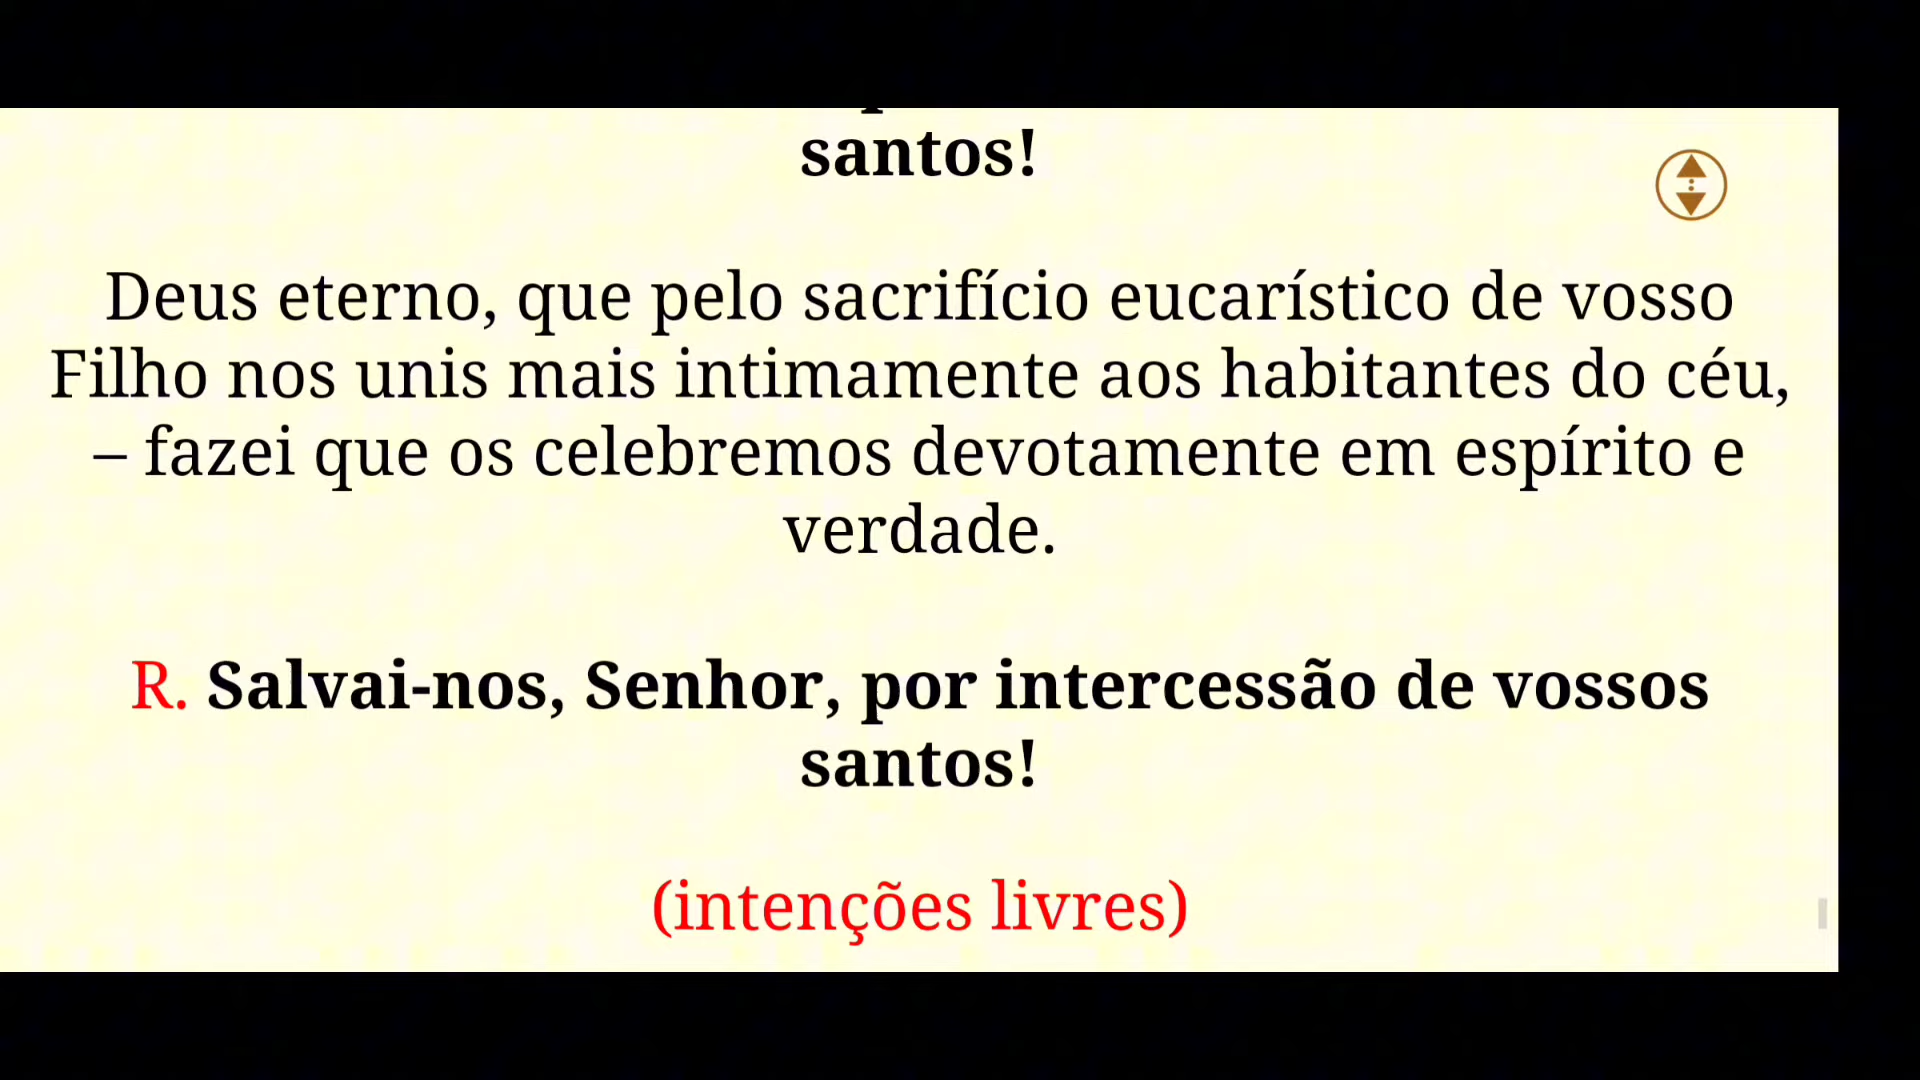 santos!
Deus eterno, que pelo sacrifício eucarístico de vosso
Filho nos unis mais intimamente aos habitantes do céu,
– fazei que os celebremos devotamente em espírito e
verdade.
R. Salvai-nos, Senhor, por intercessão de vossos
santos!
(intenções livres)